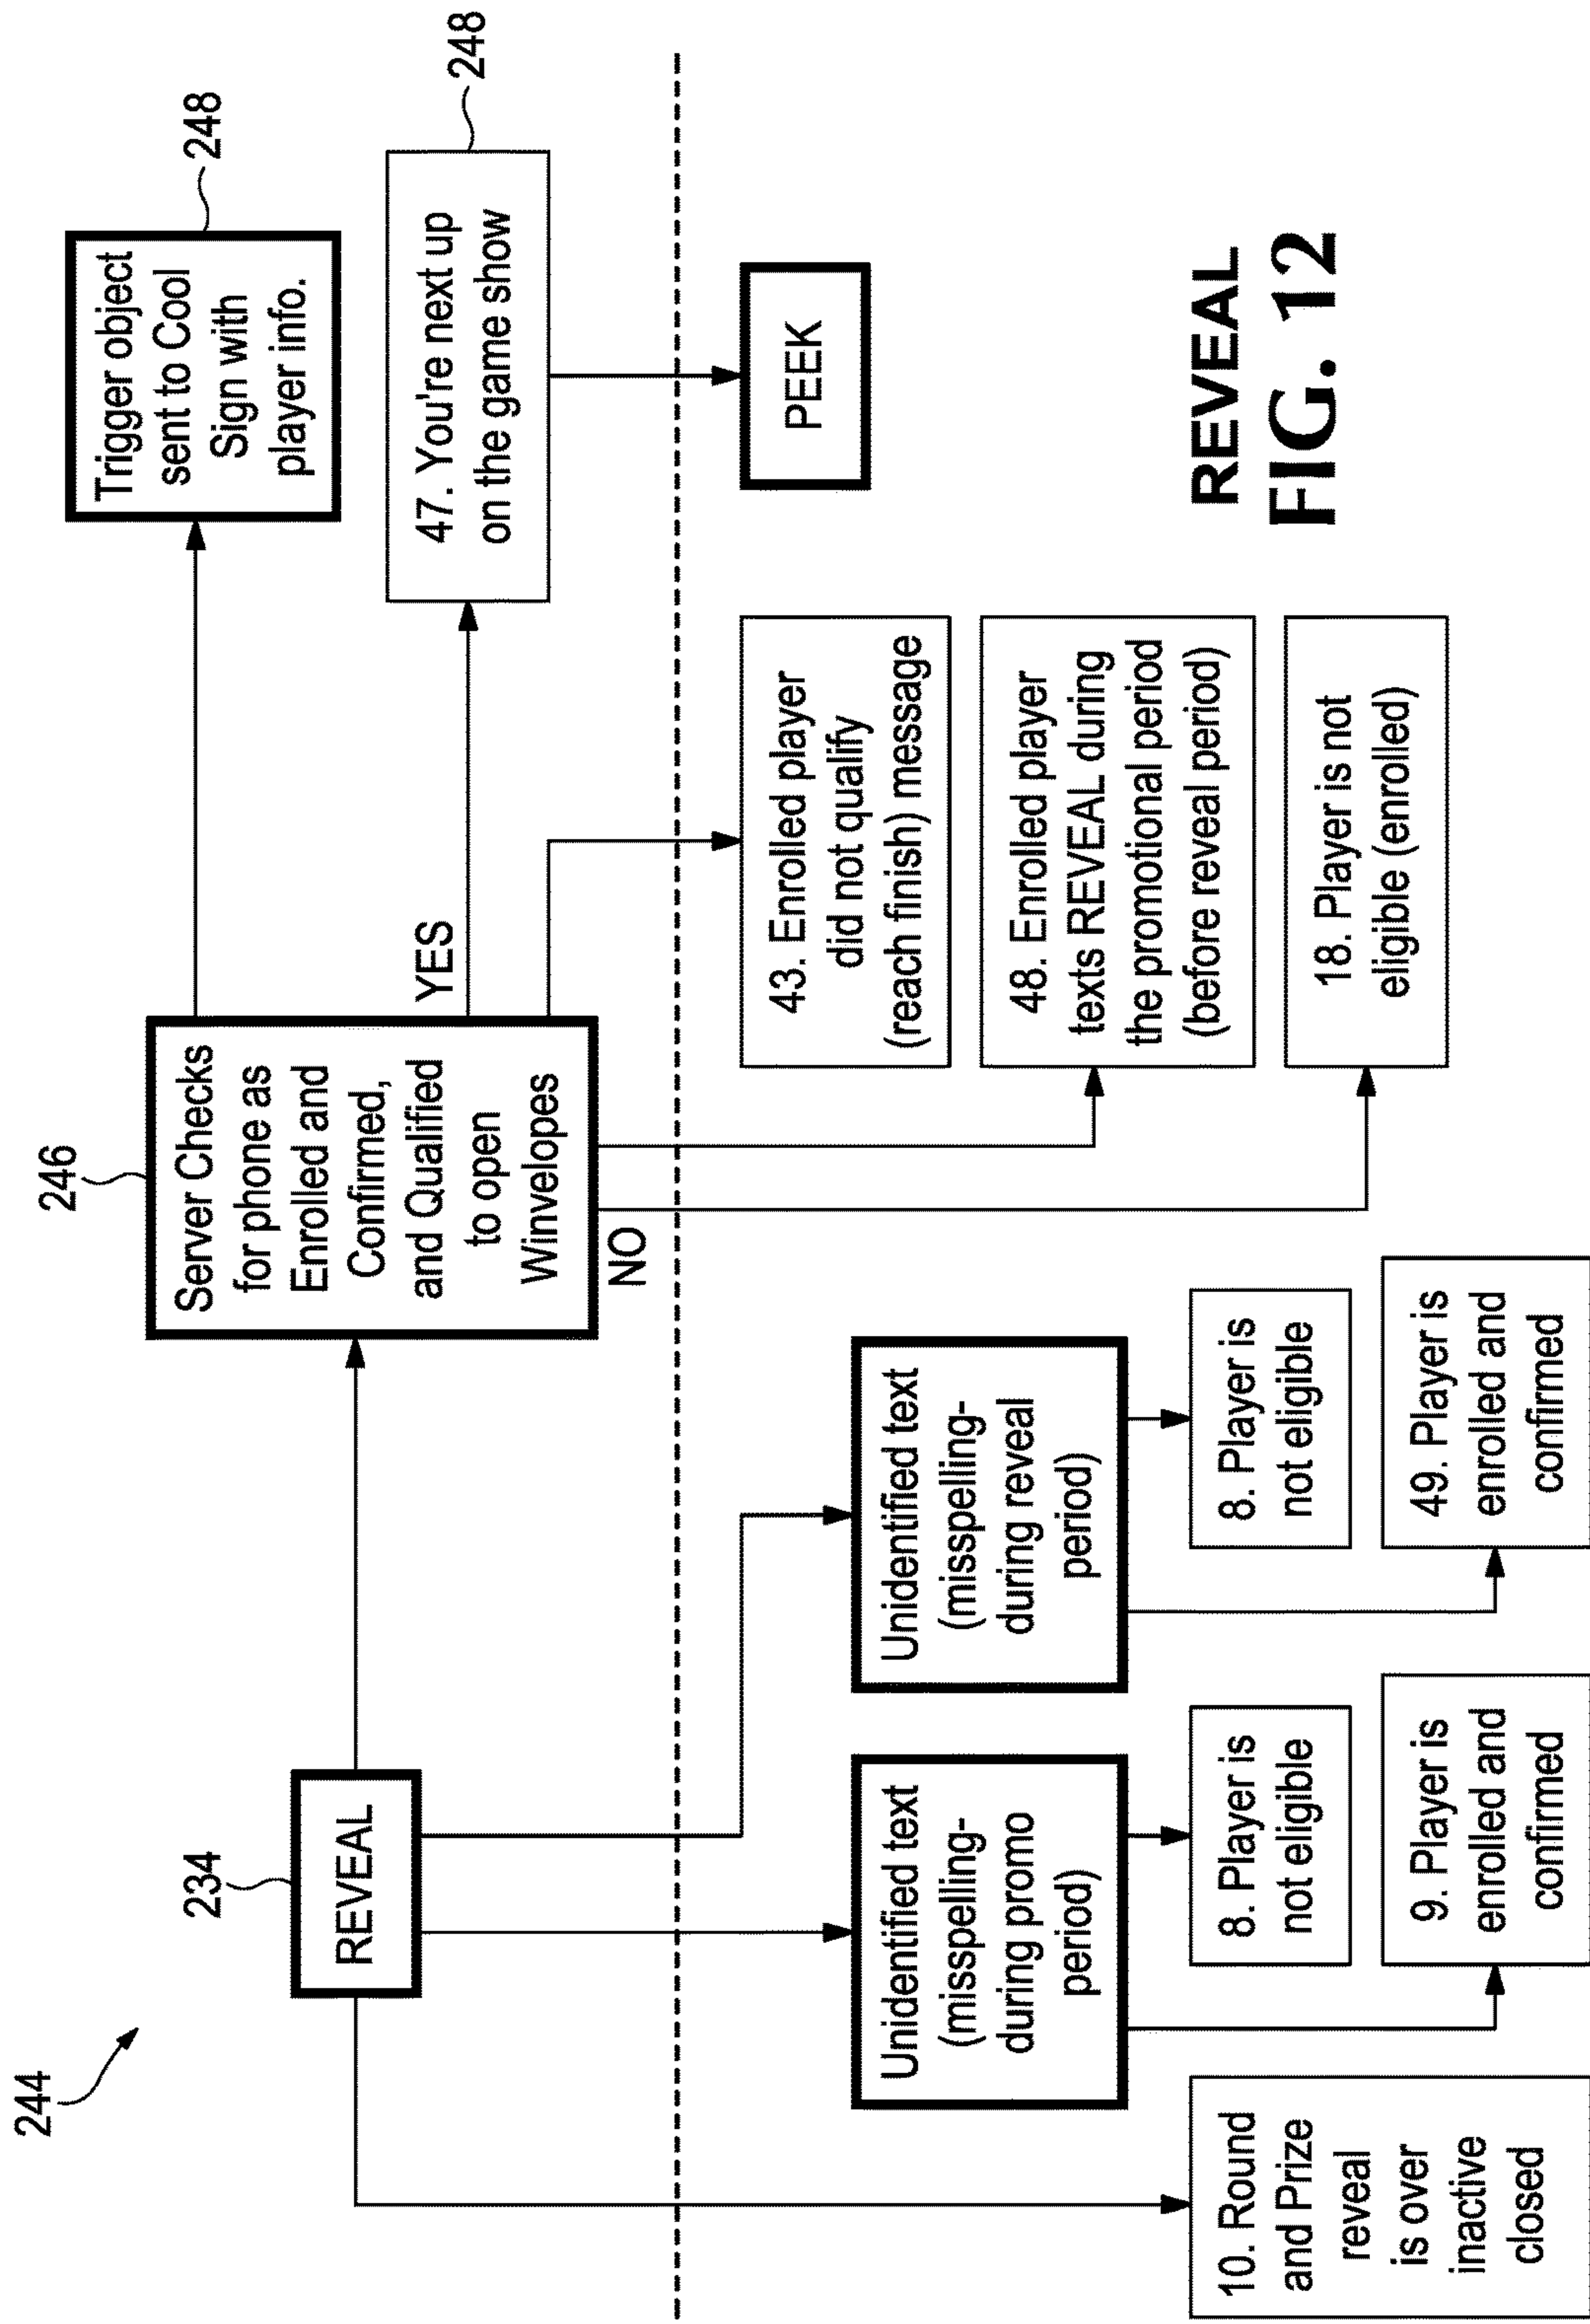 244
234
REVEAL
246
Server Checks
for phone as
Enrolled and
Confirmed,
and Qualified
to open
Winvelopes
YES
NO
Trigger object
sent to Cool
Sign with
player info.
248
47. You're next up
on the game show
248
10. Round
and Prize
reveal
is over
inactive
closed
Unidentified text
(misspelling-
during promo
period)
8. Player is
not eligible
9. Player is
enrolled and
confirmed
Unidentified text
(misspelling-
during reveal
period)
8. Player is
not eligible
49. Player is
enrolled and
confirmed
43. Enrolled player
did not qualify
(reach finish) message
48. Enrolled player
texts REVEAL during
the promotional period
(before reveal period)
18. Player is not
eligible (enrolled)
PEEK
REVEAL
FIG. 12